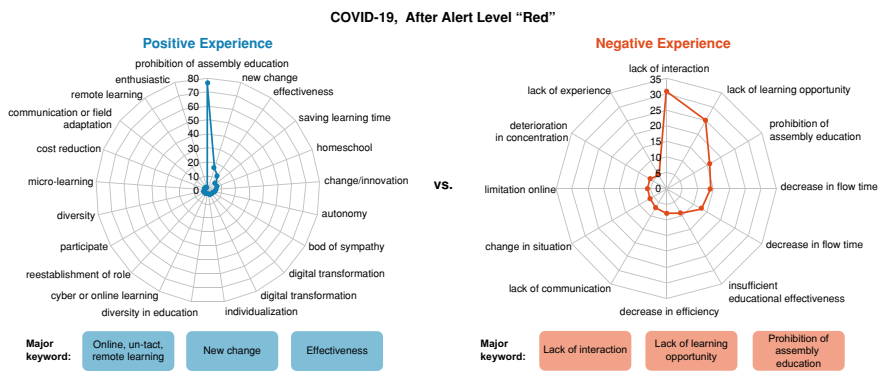 COVID-19, After Alert Level “Red”
Positive Experience
prohibition of assembly education
new change
effectiveness
saving learning time
homeschool
change/innovation
autonomy
bod of sympathy
digital transformation
digital transformation
individualization
diversity in education
cyber or online learning
reestablishment of role
participate
diversity
micro-learning
cost reduction
communication or field
adaptation
remote learning
enthusiastic
80
70
60
50
40
30
20
10
0
Major
keyword:
Online, un-tact,
remote learning
New change
Effectiveness
vs.
Negative Experience
lack of interaction
lack of learning opportunity
prohibition of
assembly education
decrease in flow time
decrease in flow time
insufficient
educational effectiveness
decrease in efficiency
lack of communication
change in situation
limitation online
deterioration
in concentration
lack of experience
35
30
25
20
15
10
5
0
Major
keyword:
Lack of interaction
Lack of learning
opportunity
Prohibition of
assembly
education